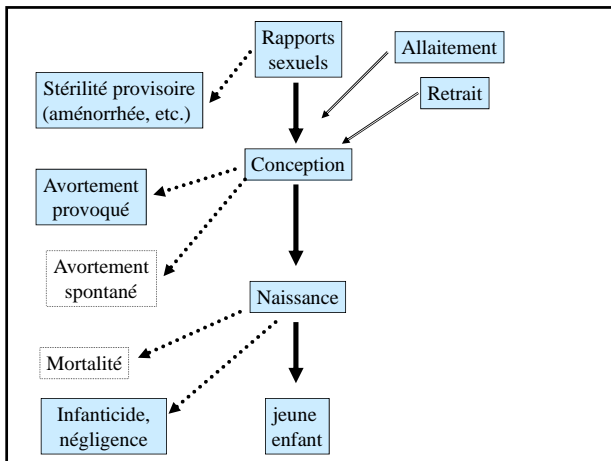 Rapports
sexuels
Allaitement
Stérilité provisoire
(aménorrhée, etc.)
Retrait
Conception
Avortement
provoqué
Avortement
spontané
Naissance
Mortalité
Infanticide,
négligence
jeune
enfant